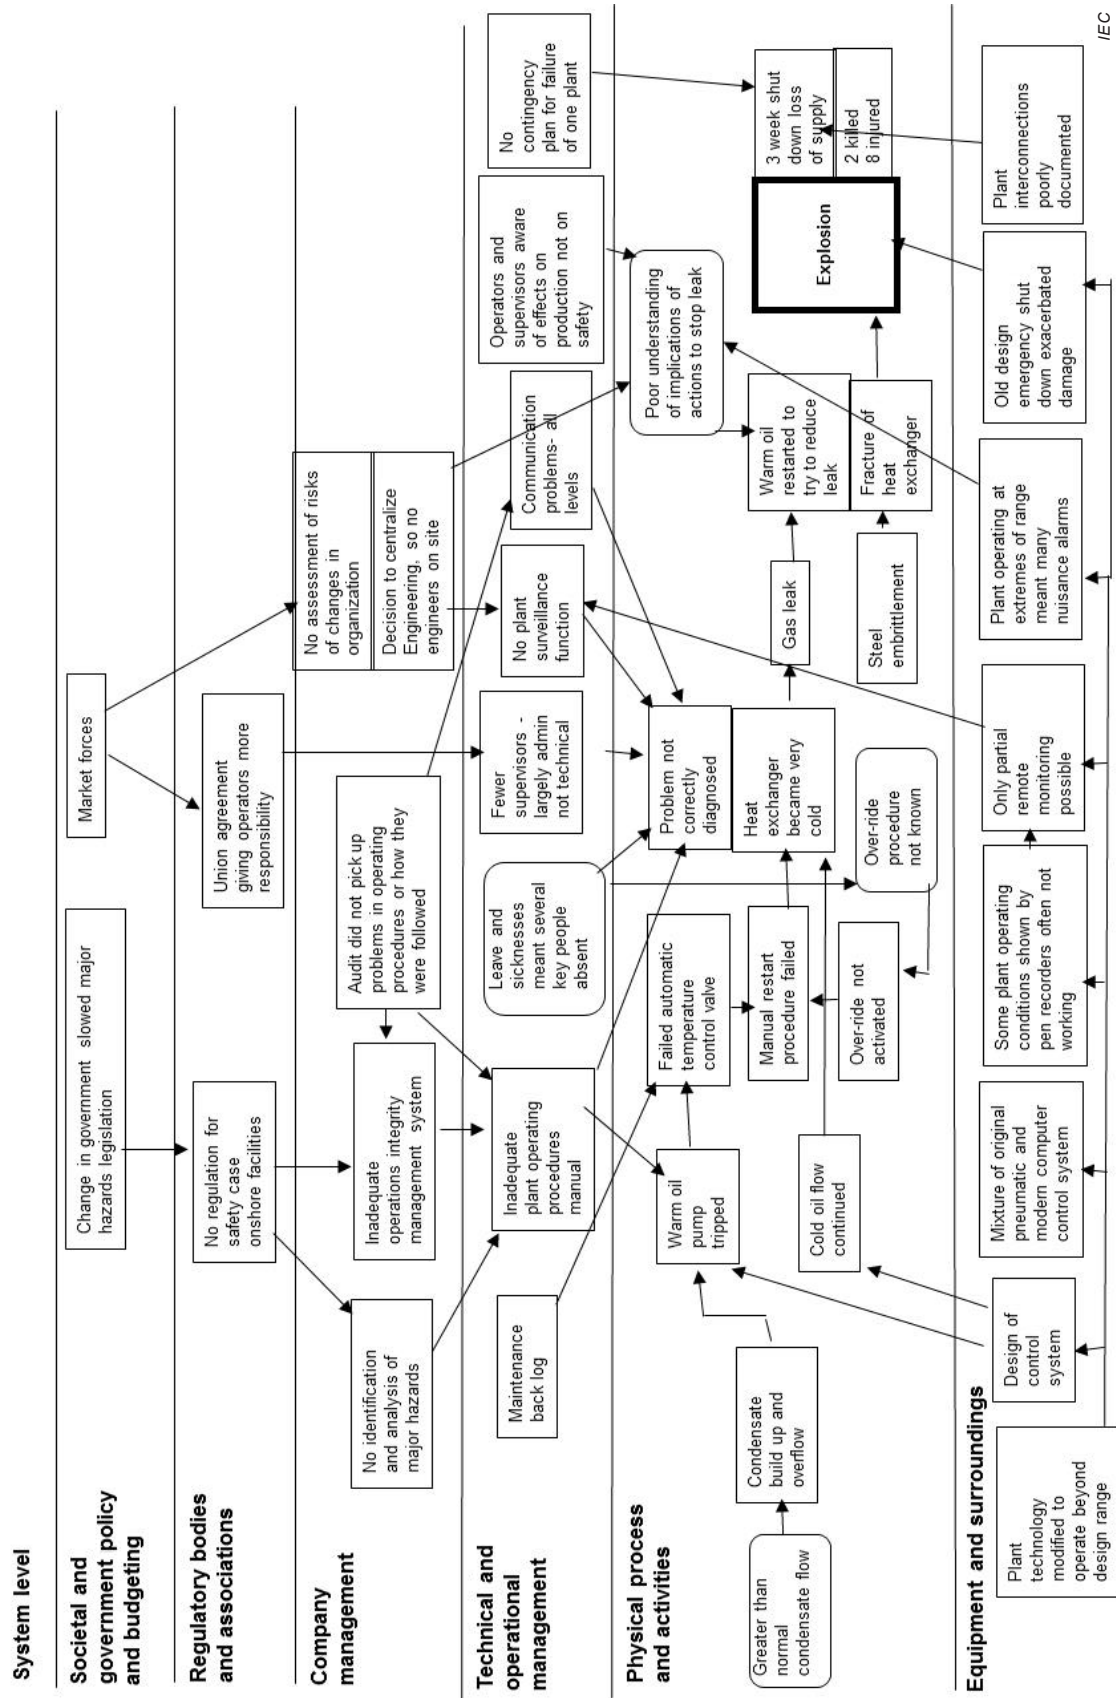 System level
Societal and
government policy
and budgeting
Change in government slowed major
hazards legislation
Market forces
Regulatory bodies
and associations
No regulation for
safety case
onshore facilities
Union agreement
giving operators more
responsibility
Company
management
No identification
and analysis of
major hazards
Inadequate
operations integrity
management system
Audit did not pick up
problems in operating
procedures or how they
were followed
No assessment of risks
of changes in
organization
Decision to centralize
Engineering, so no
engineers on site
Technical and
operational
management
Maintenance
back log
Inadequate
plant operating
procedures
manual
Leave and
sicknesses
meant several
key people
absent
Fewer
supervisors -
largely admin
not technical
No plant
surveillance
function
Communication
problems- all
levels
Operators and
supervisors aware
of effects on
production not on
safety
No
contingency
plan for failure
of one plant
Physical process
and activities
Greater than
normal
condensate flow
Condensate
build up and
overflow
Warm oil
pump
tripped
Cold oil flow
continued
Failed automatic
temperature
control valve
Manual restart
procedure failed
Over-ride not
activated
Over-ride
procedure
not known
Problem not
correctly
diagnosed
Heat
exchanger
became very
cold
Gas leak
Steel
embrittlement
Poor understanding
of implications of
actions to stop leak
Warm oil
restarted to
try to reduce
leak
Fracture of
heat
exchanger
Explosion
3 week shut
down loss
of supply
2 killed
8 injured
Equipment and surroundings
Plant
technology
modified to
operate beyond
design range
Design of
control
system
Mixture of original
pneumatic and
modern computer
control system
Some plant operating
conditions shown by
pen recorders often not
working
Only partial
remote
monitoring
possible
Plant operating at
extremes of range
meant many
nuisance alarms
Old design
emergency shut
down exacerbated
damage
Plant
interconnections
poorly
documented
IEC